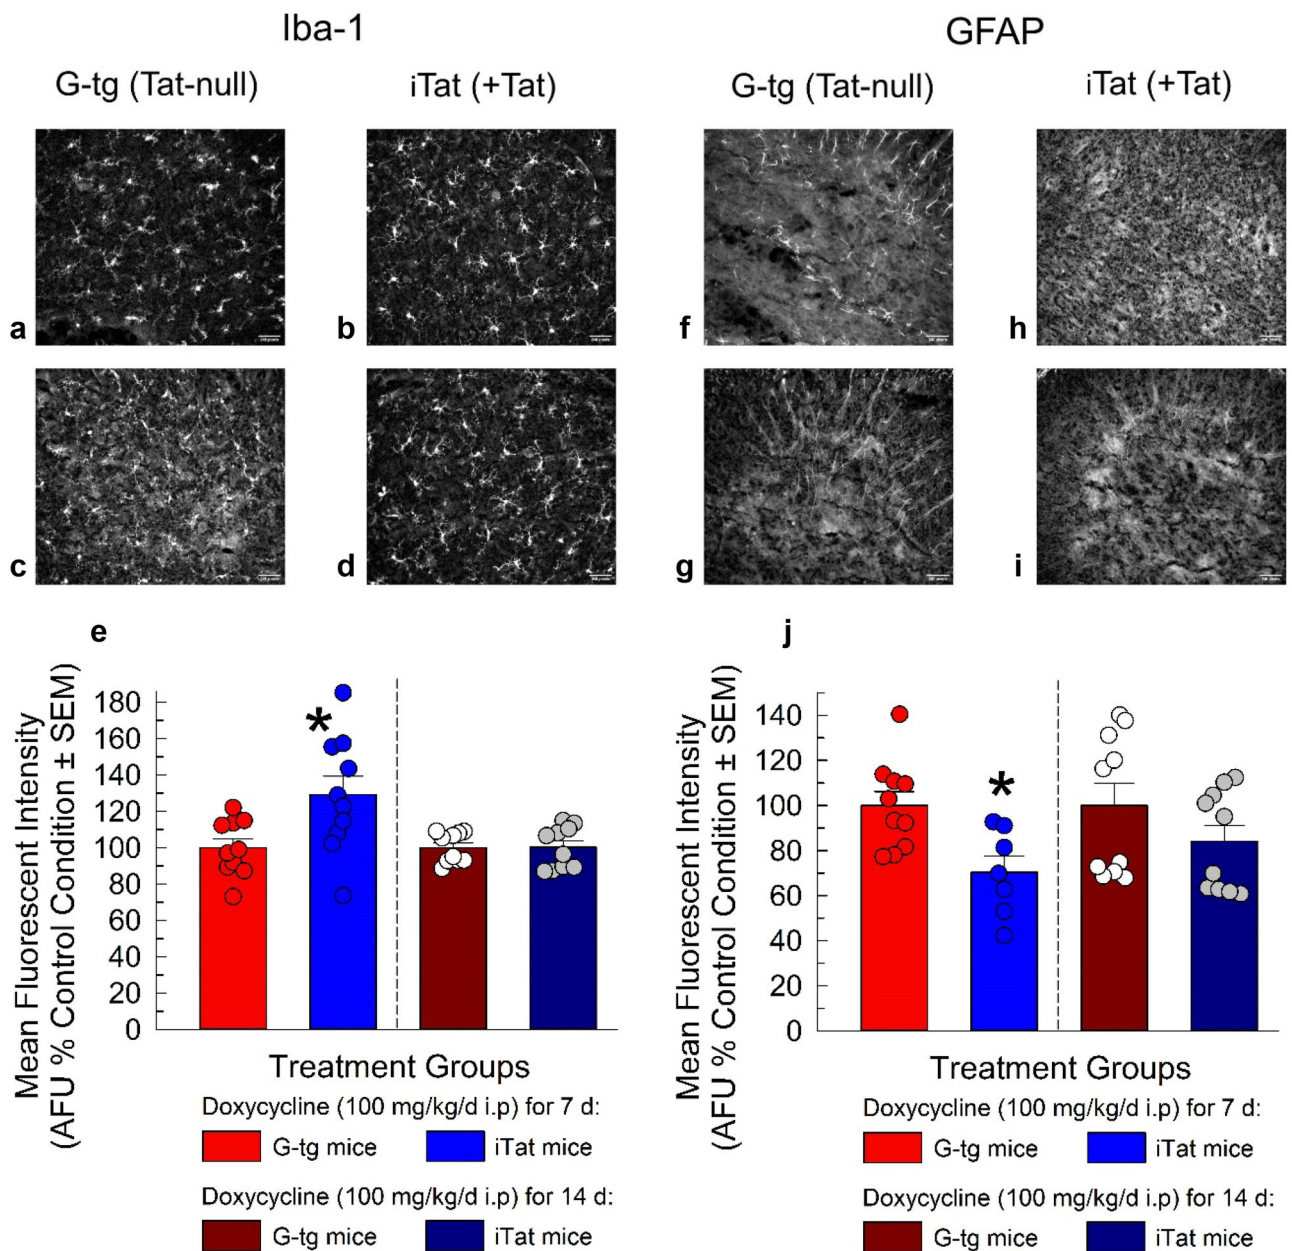 Iba-1
GFAP
G-tg (Tat-null)
iTat (+Tat)
G-tg (Tat-null)
iTat (+Tat)
a
b
f
h
c
d
g
i
e
j
Mean Fluorescent Intensity
(AFU % Control Condition ± SEM)
180
160
140
120
100
80
60
40
20
0
*
Treatment Groups
Doxycycline (100 mg/kg/d i.p) for 7 d:
G-tg mice
iTat mice
Doxycycline (100 mg/kg/d i.p) for 14 d:
G-tg mice
iTat mice
Mean Fluorescent Intensity
(AFU % Control Condition ± SEM)
140
120
100
80
60
40
20
0
*
Treatment Groups
Doxycycline (100 mg/kg/d i.p) for 7 d:
G-tg mice
iTat mice
Doxycycline (100 mg/kg/d i.p) for 14 d:
G-tg mice
iTat mice